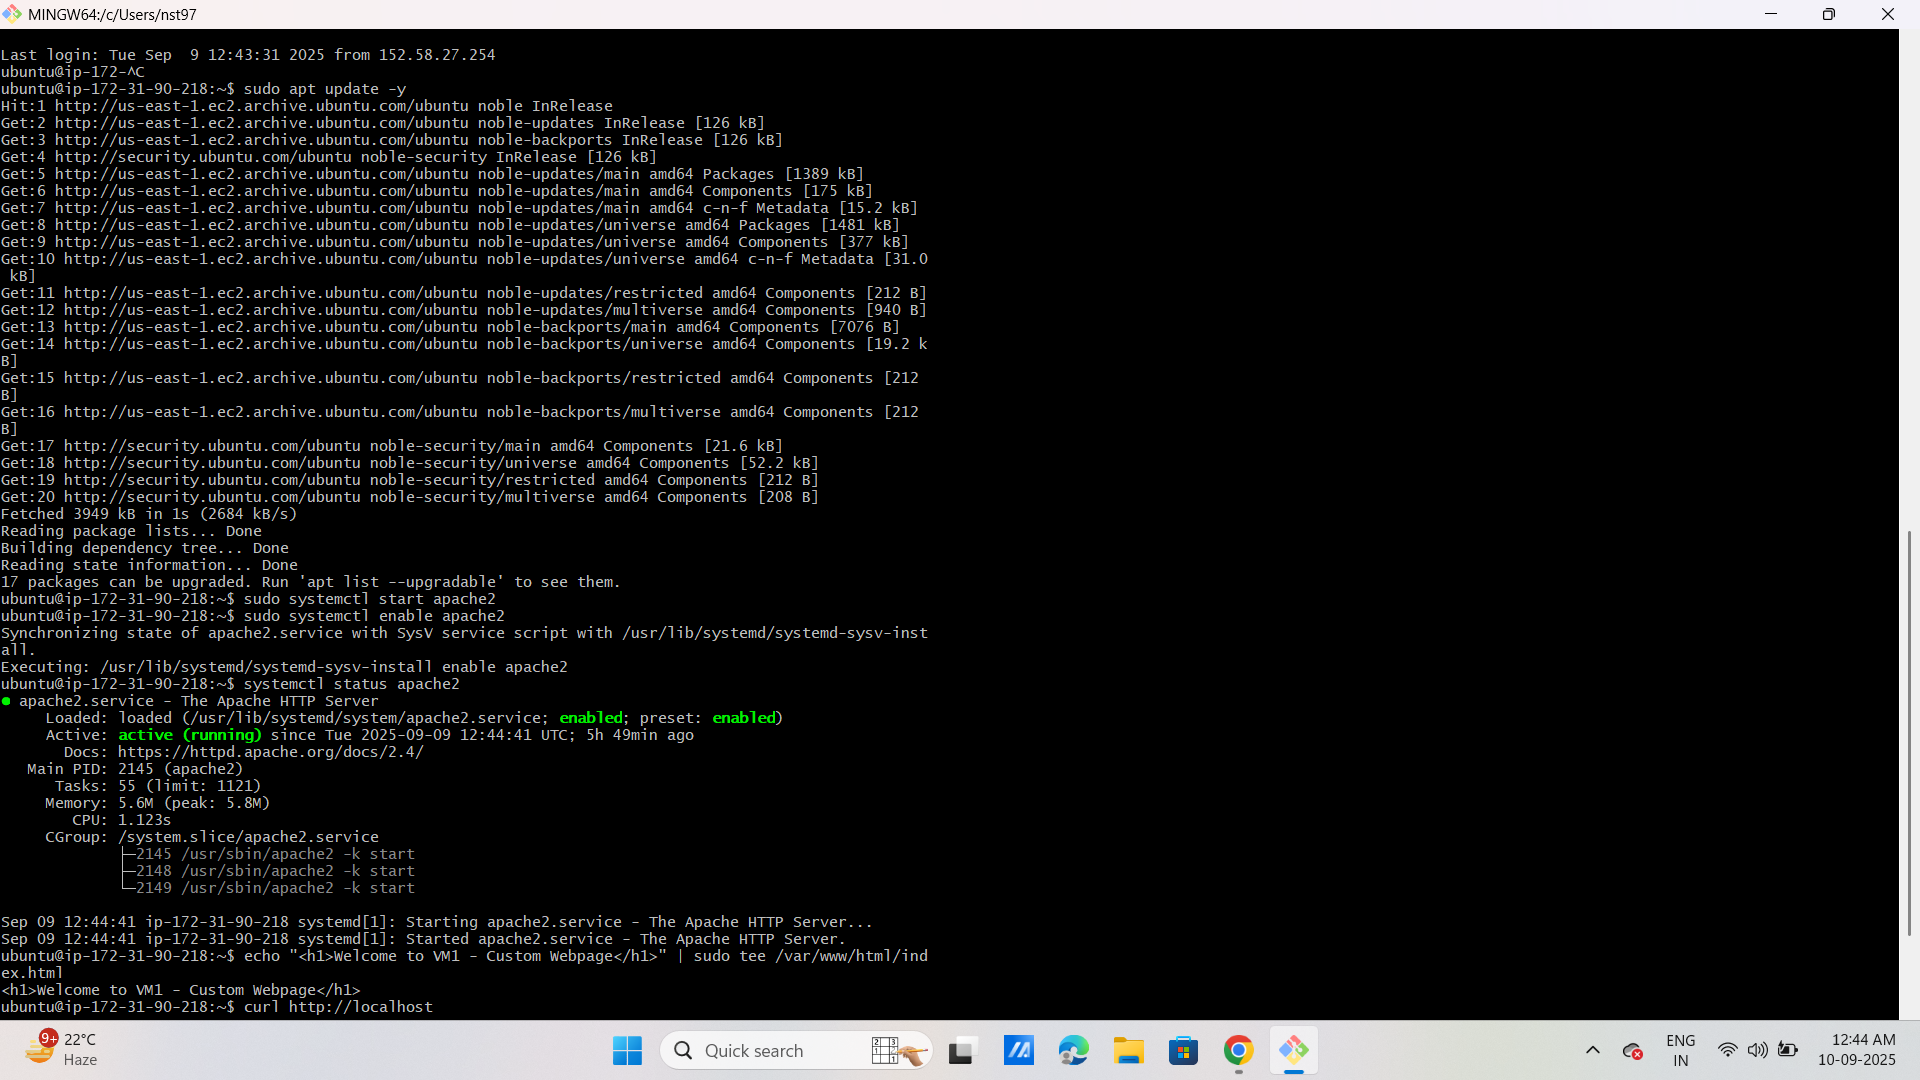 MINGW64:/c/Users/nst97
Last login: Tue Sep  9 12:43:31 2025 from 152.58.27.254
ubuntu@ip-172-^C
ubuntu@ip-172-31-90-218:~$ sudo apt update -y
Hit:1 http://us-east-1.ec2.archive.ubuntu.com/ubuntu noble InRelease
Get:2 http://us-east-1.ec2.archive.ubuntu.com/ubuntu noble-updates InRelease [126 kB]
Get:3 http://us-east-1.ec2.archive.ubuntu.com/ubuntu noble-backports InRelease [126 kB]
Get:4 http://security.ubuntu.com/ubuntu noble-security InRelease [126 kB]
Get:5 http://us-east-1.ec2.archive.ubuntu.com/ubuntu noble-updates/main amd64 Packages [1389 kB]
Get:6 http://us-east-1.ec2.archive.ubuntu.com/ubuntu noble-updates/main amd64 Components [175 kB]
Get:7 http://us-east-1.ec2.archive.ubuntu.com/ubuntu noble-updates/main amd64 c-n-f Metadata [15.2 kB]
Get:8 http://us-east-1.ec2.archive.ubuntu.com/ubuntu noble-updates/universe amd64 Packages [1481 kB]
Get:9 http://us-east-1.ec2.archive.ubuntu.com/ubuntu noble-updates/universe amd64 Components [377 kB]
Get:10 http://us-east-1.ec2.archive.ubuntu.com/ubuntu noble-updates/universe amd64 c-n-f Metadata [31.0
 kB]
Get:11 http://us-east-1.ec2.archive.ubuntu.com/ubuntu noble-updates/restricted amd64 Components [212 B]
Get:12 http://us-east-1.ec2.archive.ubuntu.com/ubuntu noble-updates/multiverse amd64 Components [940 B]
Get:13 http://us-east-1.ec2.archive.ubuntu.com/ubuntu noble-backports/main amd64 Components [7076 B]
Get:14 http://us-east-1.ec2.archive.ubuntu.com/ubuntu noble-backports/universe amd64 Components [19.2 k
B]
Get:15 http://us-east-1.ec2.archive.ubuntu.com/ubuntu noble-backports/restricted amd64 Components [212
B]
Get:16 http://us-east-1.ec2.archive.ubuntu.com/ubuntu noble-backports/multiverse amd64 Components [212
B]
Get:17 http://security.ubuntu.com/ubuntu noble-security/main amd64 Components [21.6 kB]
Get:18 http://security.ubuntu.com/ubuntu noble-security/universe amd64 Components [52.2 kB]
Get:19 http://security.ubuntu.com/ubuntu noble-security/restricted amd64 Components [212 B]
Get:20 http://security.ubuntu.com/ubuntu noble-security/multiverse amd64 Components [208 B]
Fetched 3949 kB in 1s (2684 kB/s)
Reading package lists... Done
Building dependency tree... Done
Reading state information... Done
17 packages can be upgraded. Run 'apt list --upgradable' to see them.
ubuntu@ip-172-31-90-218:~$ sudo systemctl start apache2
ubuntu@ip-172-31-90-218:~$ sudo systemctl enable apache2
Synchronizing state of apache2.service with SysV service script with /usr/lib/systemd/systemd-sysv-inst
all.
Executing: /usr/lib/systemd/systemd-sysv-install enable apache2
ubuntu@ip-172-31-90-218:~$ systemctl status apache2
● apache2.service - The Apache HTTP Server
     Loaded: loaded (/usr/lib/systemd/system/apache2.service; enabled; preset: enabled)
     Active: active (running) since Tue 2025-09-09 12:44:41 UTC; 5h 49min ago
       Docs: https://httpd.apache.org/docs/2.4/
   Main PID: 2145 (apache2)
      Tasks: 55 (limit: 1121)
     Memory: 5.6M (peak: 5.8M)
        CPU: 1.123s
     CGroup: /system.slice/apache2.service
             ├─2145 /usr/sbin/apache2 -k start
             ├─2148 /usr/sbin/apache2 -k start
             └─2149 /usr/sbin/apache2 -k start
Sep 09 12:44:41 ip-172-31-90-218 systemd[1]: Starting apache2.service - The Apache HTTP Server...
Sep 09 12:44:41 ip-172-31-90-218 systemd[1]: Started apache2.service - The Apache HTTP Server.
ubuntu@ip-172-31-90-218:~$ echo "<h1>Welcome to VM1 - Custom Webpage</h1>" | sudo tee /var/www/html/ind
ex.html
<h1>Welcome to VM1 - Custom Webpage</h1>
ubuntu@ip-172-31-90-218:~$ curl http://localhost
9+
22°C
Haze
Quick search
ENG
IN
12:44 AM
10-09-2025